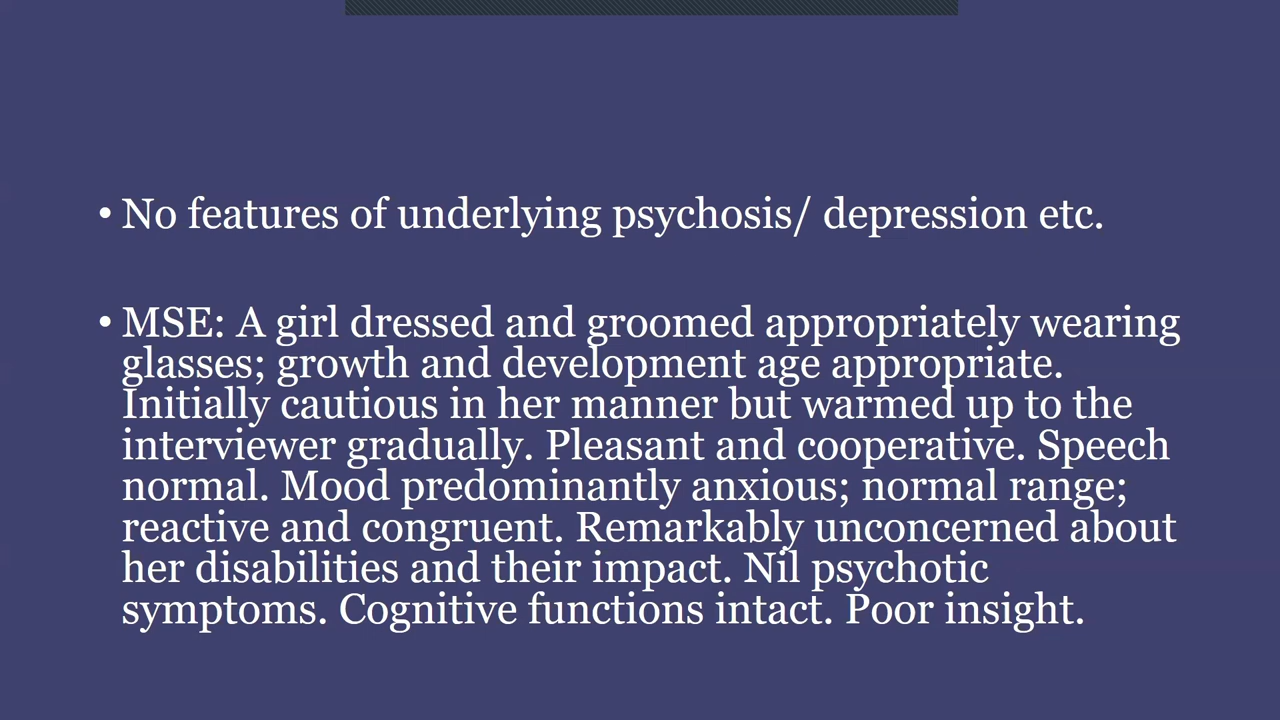 • No features of underlying psychosis/ depression etc.
• MSE: A girl dressed and groomed appropriately wearing
glasses; growth and development age appropriate.
Initially cautious in her manner but warmed up to the
interviewer gradually. Pleasant and cooperative. Speech
normal. Mood predominantly anxious; normal range;
reactive and congruent. Remarkably unconcerned about
her disabilities and their impact. Nil psychotic
symptoms. Cognitive functions intact. Poor insight.